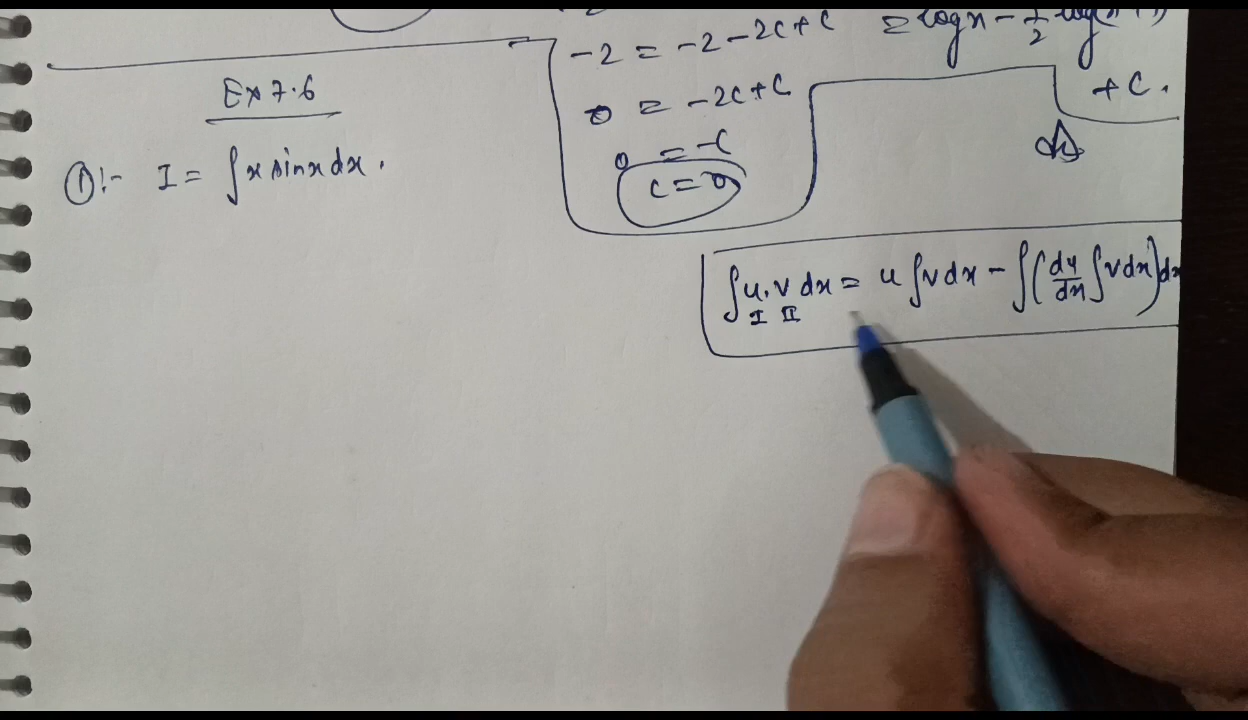 -2 = -2 - 2C + C
= log x - 1/2 log
0 = -2C + C
+ C.
0 = -C
C = 0
Ex 7.6
①:- I = ∫x sin x dx.
∫u.v dx = u ∫v dx - ∫(du/dx ∫v dx) dx
I II